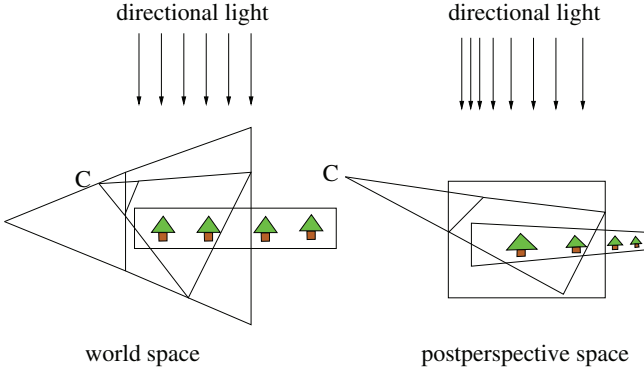 directional light
directional light
C
C
world space
postperspective space